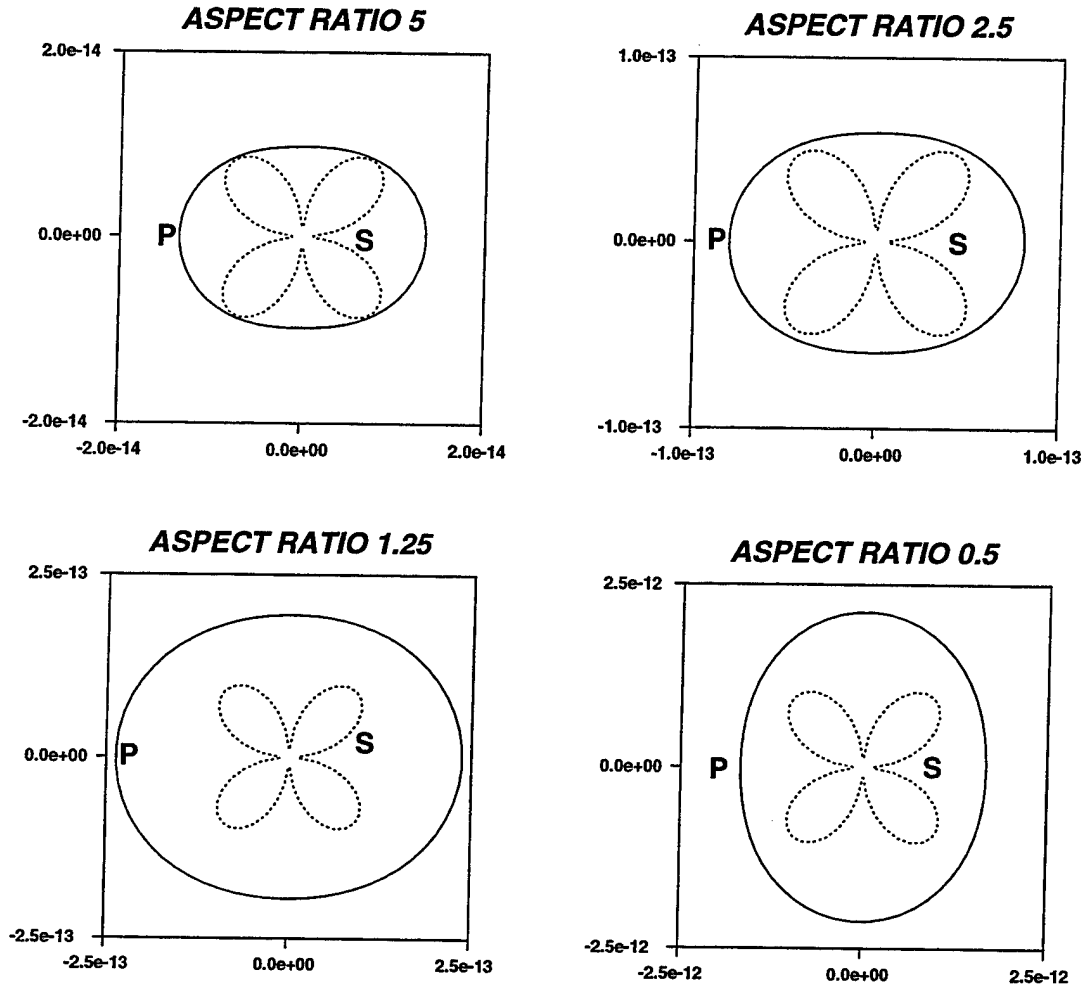 ASPECT RATIO 5
2.0e-14
0.0e+00
P
S
-2.0e-14
-2.0e-14
0.0e+00
2.0e-14
ASPECT RATIO 2.5
1.0e-13
0.0e+00
P
S
-1.0e-13
-1.0e-13
0.0e+00
1.0e-13
ASPECT RATIO 1.25
2.5e-13
0.0e+00
P
S
-2.5e-13
-2.5e-13
0.0e+00
2.5e-13
ASPECT RATIO 0.5
2.5e-12
0.0e+00
P
S
-2.5e-12
-2.5e-12
0.0e+00
2.5e-12